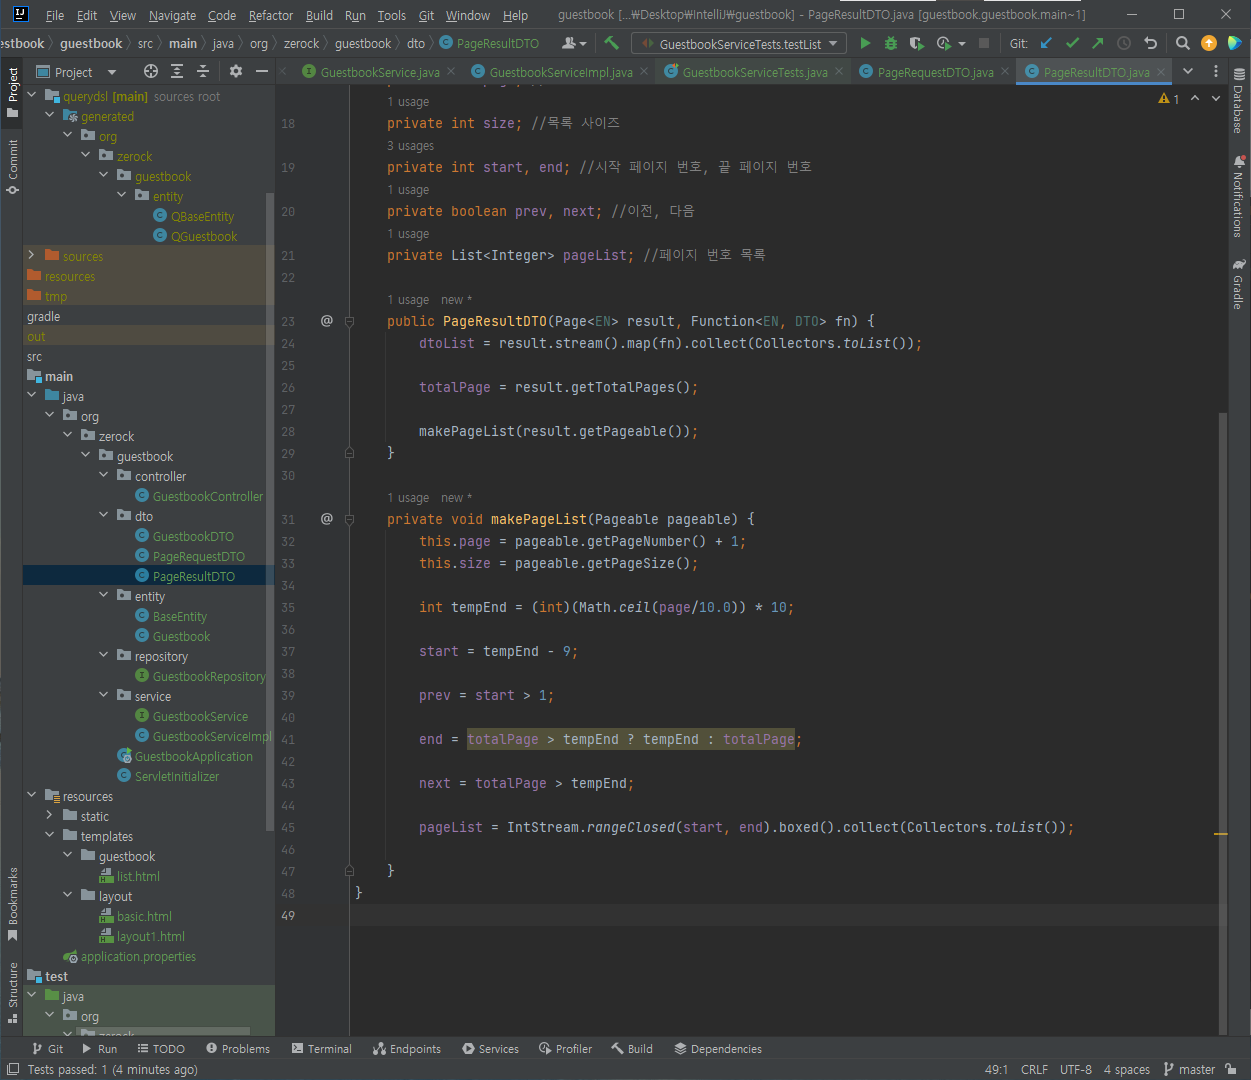 File Edit View Navigate Code Refactor Build Run Tools Git Window Help guestbook [...₩Desktop₩IntelliJ₩guestbook] - PageResultDTO.java [guestbook.guestbook.main~1]
estbook guestbook src main java org zerock guestbook dto PageResultDTO GuestbookServiceTests.testList Git:
Project GuestbookService.java GuestbookServiceImpl.java GuestbookServiceTests.java PageRequestDTO.java PageResultDTO.java
Project
Commit
Bookmarks
Structure
querydsl [main] sources root
generated
org
zerock
guestbook
entity
QBaseEntity
QGuestbook
sources
resources
tmp
gradle
out
src
main
java
org
zerock
guestbook
controller
GuestbookController
dto
GuestbookDTO
PageRequestDTO
PageResultDTO
entity
BaseEntity
Guestbook
repository
GuestbookRepository
service
GuestbookService
GuestbookServiceImpl
GuestbookApplication
ServletInitializer
resources
static
templates
guestbook
list.html
layout
basic.html
layout1.html
application.properties
test
java
org
1 usage
18 private int size; //목록 사이즈
3 usages
19 private int start, end; //시작 페이지 번호, 끝 페이지 번호
1 usage
20 private boolean prev, next; //이전, 다음
1 usage
21 private List<Integer> pageList; //페이지 번호 목록
22
1 usage new *
23 @ public PageResultDTO(Page<EN> result, Function<EN, DTO> fn) {
24 dtoList = result.stream().map(fn).collect(Collectors.toList());
25
26 totalPage = result.getTotalPages();
27
28 makePageList(result.getPageable());
29 }
30
1 usage new *
31 @ private void makePageList(Pageable pageable) {
32 this.page = pageable.getPageNumber() + 1;
33 this.size = pageable.getPageSize();
34
35 int tempEnd = (int)(Math.ceil(page/10.0)) * 10;
36
37 start = tempEnd - 9;
38
39 prev = start > 1;
40
41 end = totalPage > tempEnd ? tempEnd : totalPage;
42
43 next = totalPage > tempEnd;
44
45 pageList = IntStream.rangeClosed(start, end).boxed().collect(Collectors.toList());
46
47 }
48 }
49
1
Database
Notifications
Gradle
Git Run TODO Problems Terminal Endpoints Services Profiler Build Dependencies
Tests passed: 1 (4 minutes ago) 49:1 CRLF UTF-8 4 spaces master